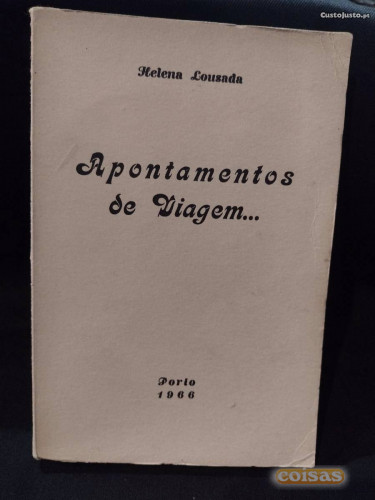 CustoJusto.pt
Helena Lousada
Apontamentos
de Viagem...
Porto
1966
coisas